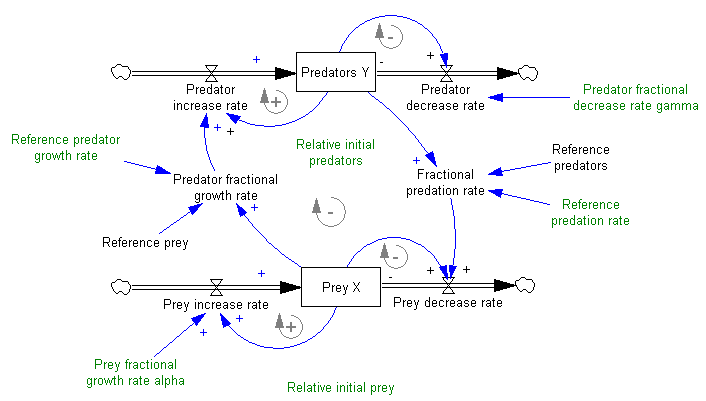 +
-
-
+
Predators Y
Predator
increase rate
Predator
decrease rate
Predator fractional
decrease rate gamma
+
+
+
Reference predator
growth rate
Relative initial
predators
Reference
predators
+
Fractional
predation rate
Predator fractional
growth rate
Reference
predation rate
+
-
Reference prey
-
+
-
+
+
Prey X
Prey increase rate
Prey decrease rate
+
+
+
Prey fractional
growth rate alpha
Relative initial prey